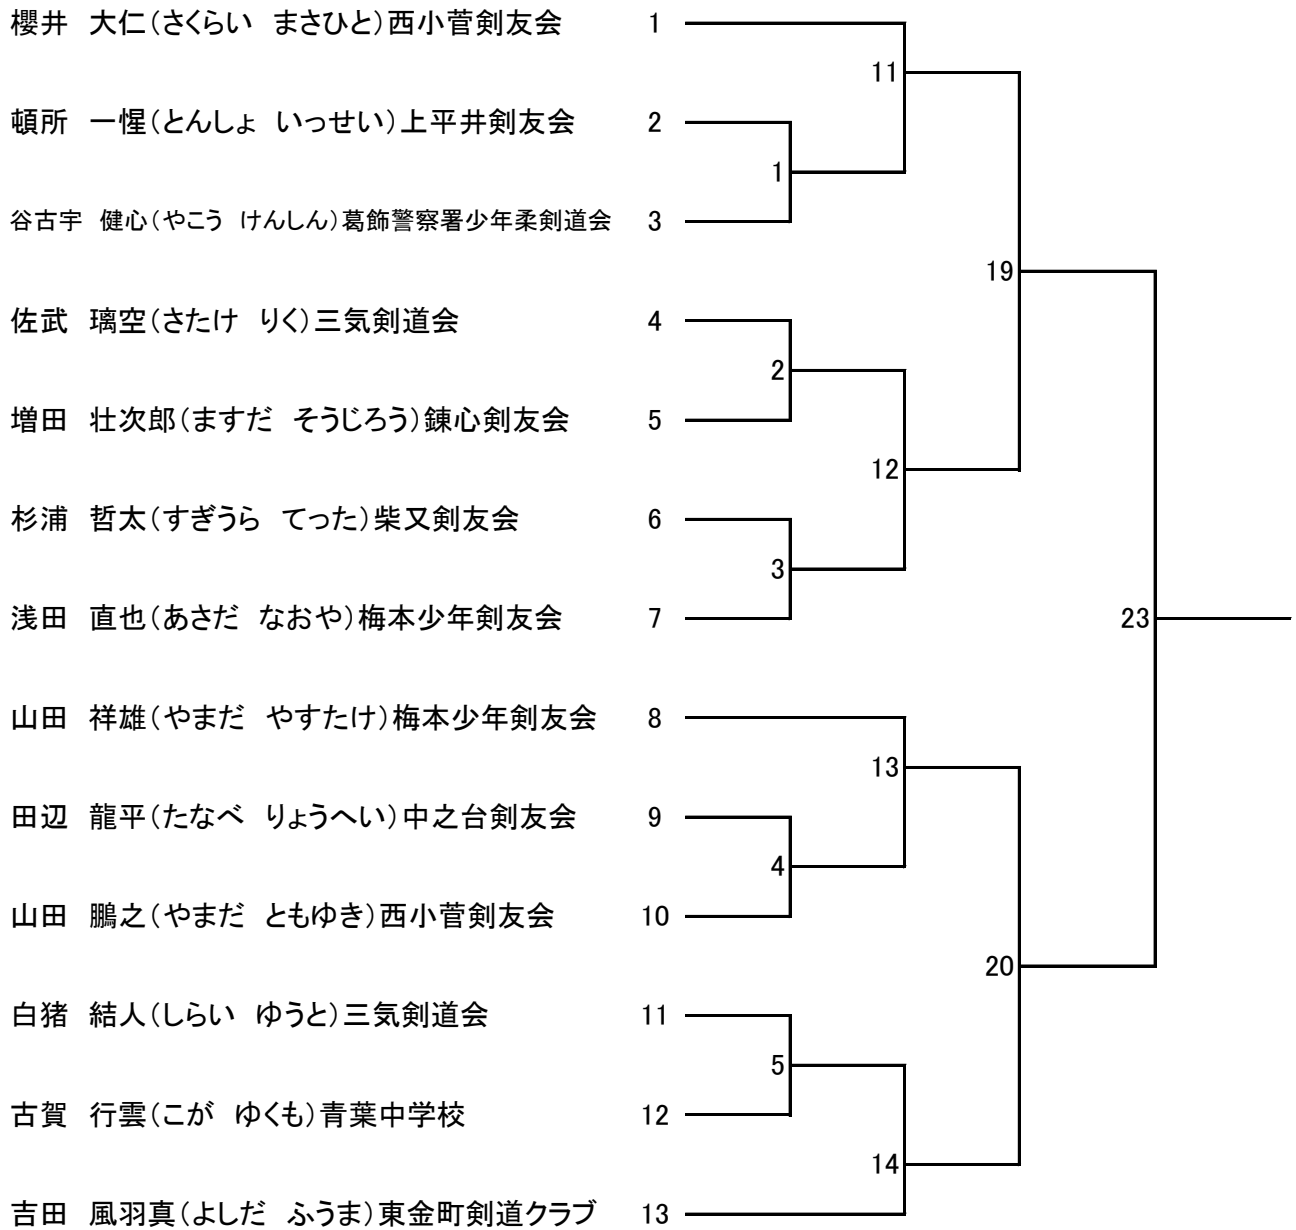 櫻井　大仁（さくらい　まさひと）西小菅剣友会　1
11
頓所　一惺（とんしょ　いっせい）上平井剣友会　2
1
谷古宇　健心（やこう　けんしん）葛飾警察署少年柔剣道会　3
19
佐武　璃空（さたけ　りく）三気剣道会　4
2
増田　壮次郎（ますだ　そうじろう）錬心剣友会　5
12
杉浦　哲太（すぎうら　てった）柴又剣友会　6
3
浅田　直也（あさだ　なおや）梅本少年剣友会　7
23
山田　祥雄（やまだ　やすたけ）梅本少年剣友会　8
13
田辺　龍平（たなべ　りょうへい）中之台剣友会　9
4
山田　鵬之（やまだ　ともゆき）西小菅剣友会　10
20
白猪　結人（しらい　ゆうと）三気剣道会　11
5
古賀　行雲（こが　ゆくも）青葉中学校　12
14
吉田　風羽真（よしだ　ふうま）東金町剣道クラブ　13